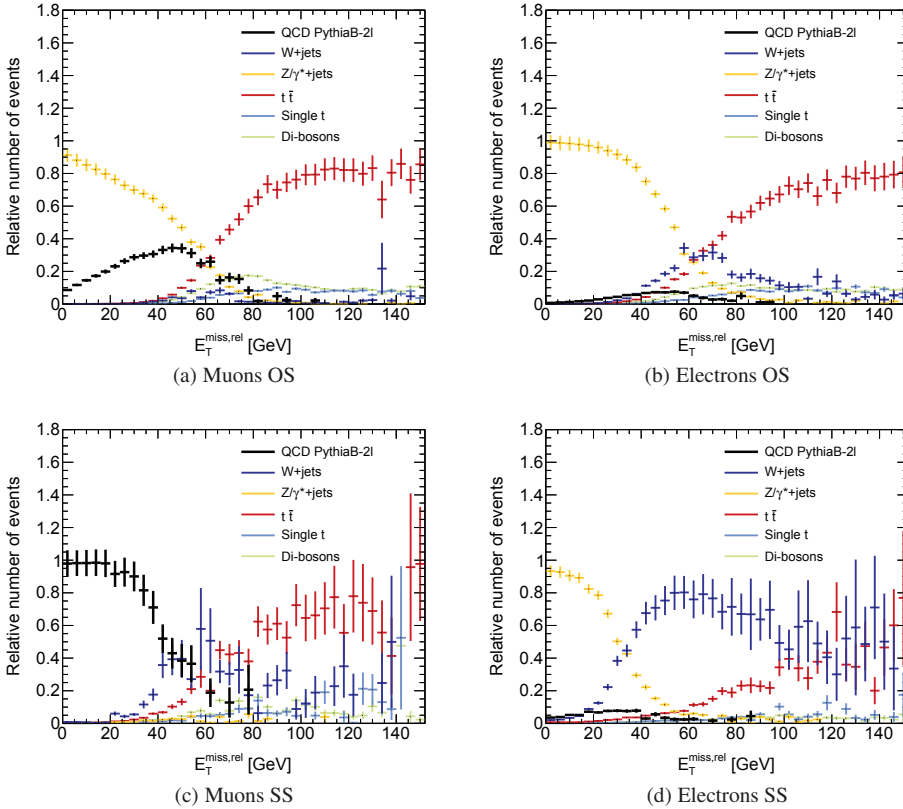 Relative number of events
1.8
1.6
1.4
1.2
1
0.8
0.6
0.4
0.2
0
QCD PythiaB-2l
W+jets
Z/γ*+jets
t t̄
Single t
Di-bosons
0 20 40 60 80 100 120 140
E_T^miss,rel [GeV]
(a) Muons OS
Relative number of events
1.8
1.6
1.4
1.2
1
0.8
0.6
0.4
0.2
0
QCD PythiaB-2l
W+jets
Z/γ*+jets
t t̄
Single t
Di-bosons
0 20 40 60 80 100 120 140
E_T^miss,rel [GeV]
(b) Electrons OS
Relative number of events
1.8
1.6
1.4
1.2
1
0.8
0.6
0.4
0.2
0
QCD PythiaB-2l
W+jets
Z/γ*+jets
t t̄
Single t
Di-bosons
0 20 40 60 80 100 120 140
E_T^miss,rel [GeV]
(c) Muons SS
Relative number of events
1.8
1.6
1.4
1.2
1
0.8
0.6
0.4
0.2
0
QCD PythiaB-2l
W+jets
Z/γ*+jets
t t̄
Single t
Di-bosons
0 20 40 60 80 100 120 140
E_T^miss,rel [GeV]
(d) Electrons SS